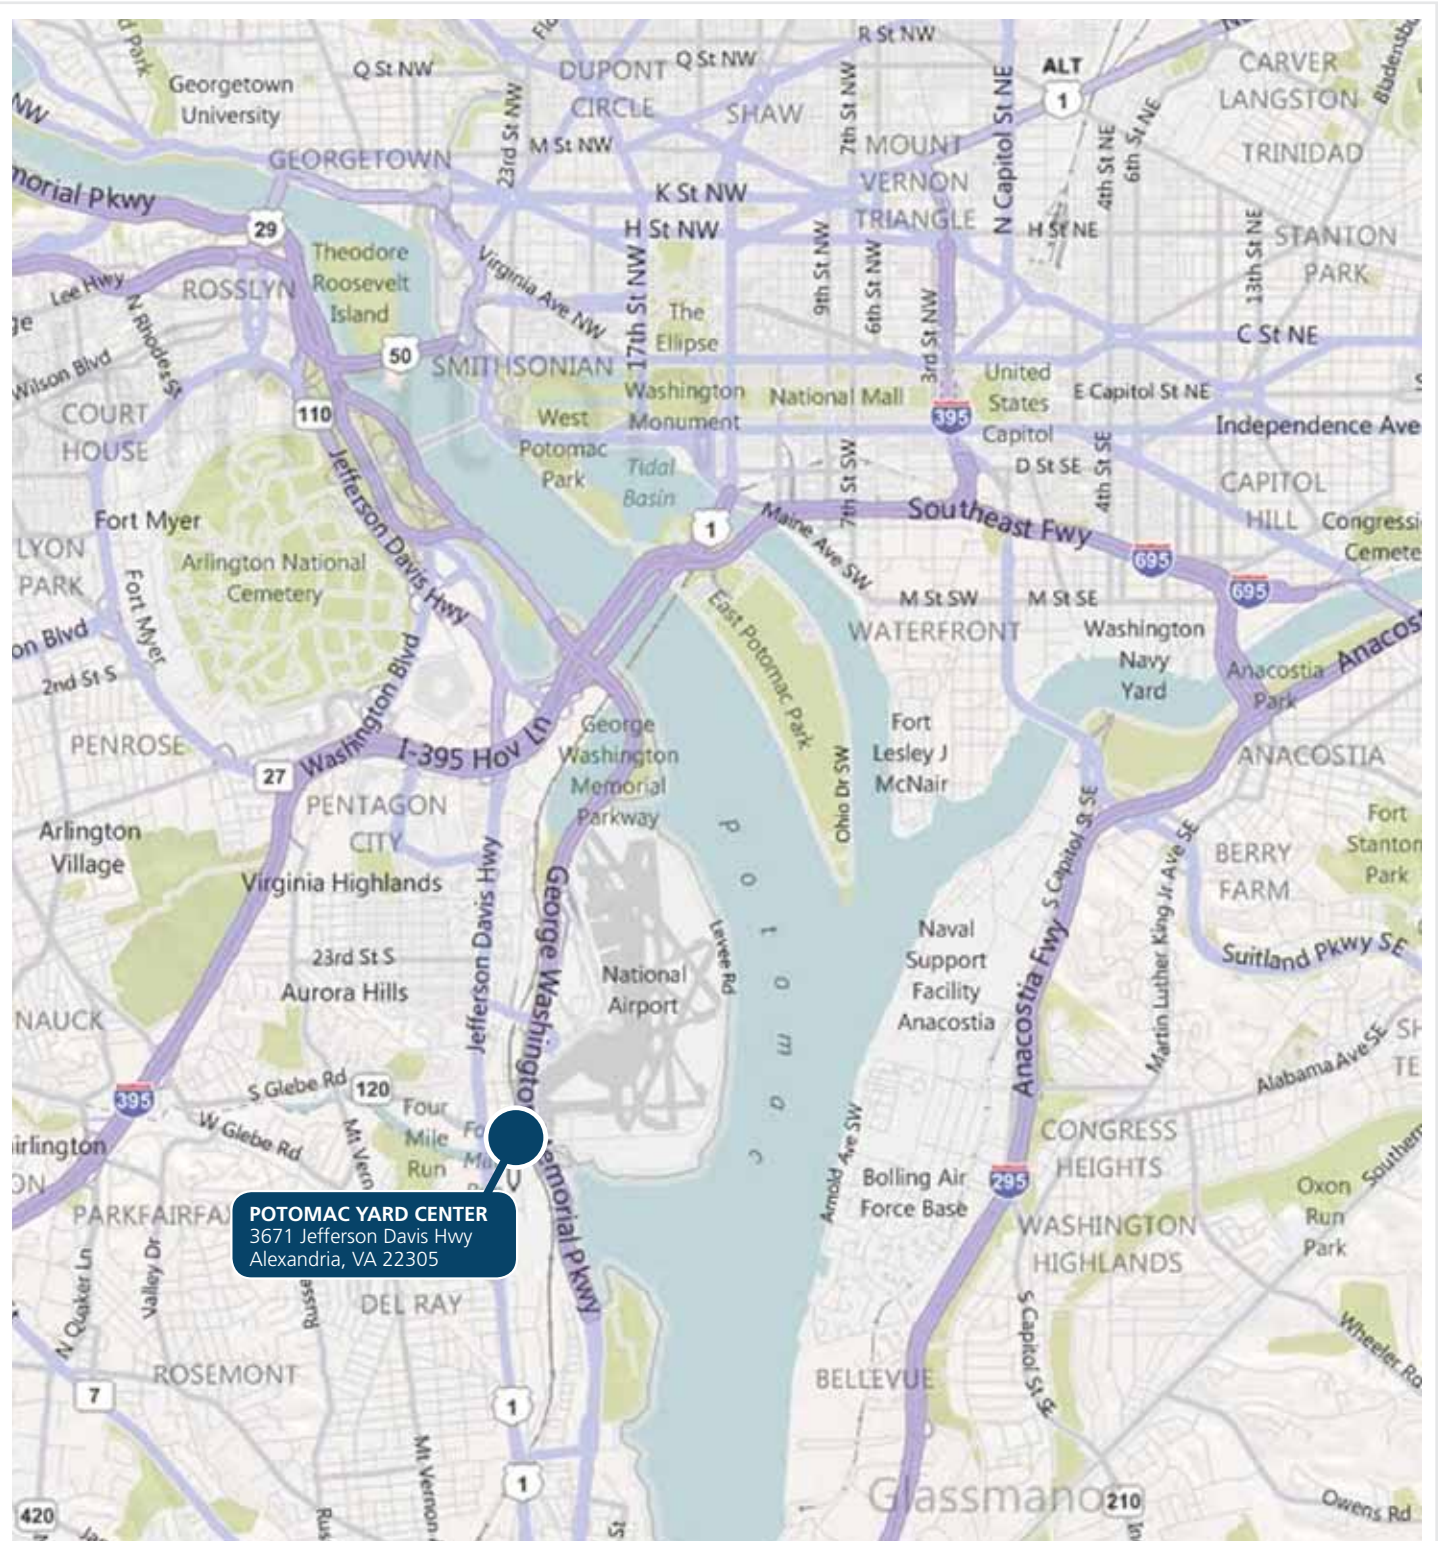 R St NW
Q St NW
Q St NW
DUPONT
CIRCLE
ALT
1
CARVER
LANGSTON
Georgetown
University
SHAW
23rd St NW
7th St NW
N Capitol St NE
4th St NE
6th St NE
M St NW
MOUNT
VERNON
TRIANGLE
TRINIDAD
GEORGETOWN
K St NW
H St NW
H St NE
13th St NE
STANTON
PARK
29
Theodore
Roosevelt
Island
Virginia Ave NW
17th St NW
9th St NW
6th St NW
3rd St NW
Lee Hwy
ROSSLYN
N Rhodes St
The
Ellipse
C St NE
Wilson Blvd
50
SMITHSONIAN
COURT
HOUSE
110
West
Potomac
Park
Washington
Monument
National Mall
395
United
States
Capitol
E Capitol St NE
Independence Ave
Tidal
Basin
7th St SW
D St SE
4th St SE
CAPITOL
HILL
Jefferson Davis Hwy
Fort Myer
1
Maine Ave SW
Southeast Fwy
695
695
LYON
PARK
Fort Myer
Arlington National
Cemetery
2nd St S
Washington Blvd
East Potomac Park
M St SW
M St SE
WATERFRONT
Washington
Navy
Yard
Anacostia
Park
PENROSE
27
I-395 Hov Ln
George
Washington
Memorial
Parkway
Fort
Lesley J
McNair
Ohio Dr SW
ANACOSTIA
PENTAGON
CITY
Arlington
Village
Virginia Highlands
Jefferson Davis Hwy
George Washington
Memorial Pkwy
Potomac
S Capitol St SE
Martin Luther King Jr Ave SE
BERRY
FARM
Fort
Stanton
Park
23rd St S
Aurora Hills
National
Airport
Levee Rd
Naval
Support
Facility
Anacostia
Anacostia Fwy
Suitland Pkwy SE
NAUCK
Alabama Ave SE
395
S Glebe Rd
120
W Glebe Rd
Four
Mile
Run
CONGRESS
HEIGHTS
Arnold Ave SW
Bolling Air
Force Base
295
Oxon
Run
Park
POTOMAC YARD CENTER
3671 Jefferson Davis Hwy
Alexandria, VA 22305
WASHINGTON
HIGHLANDS
N Quaker Ln
Valley Dr
DEL RAY
S Capitol St SE
Wheeler Rd
ROSEMONT
7
1
BELLEVUE
Mt Vernon
1
420
210
Owens Rd